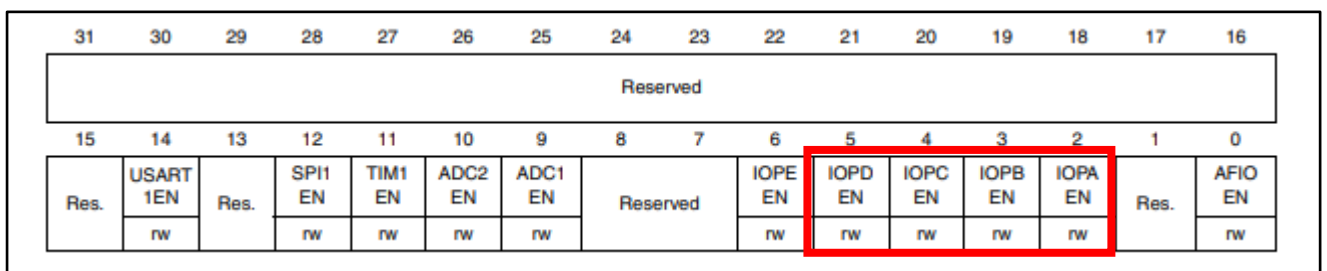 31 30 29 28 27 26 25 24 23 22 21 20 19 18 17 16
Reserved
15 14 13 12 11 10 9 8 7 6 5 4 3 2 1 0
Res. USART 1EN Res. SPI1 EN TIM1 EN ADC2 EN ADC1 EN Reserved IOPE EN IOPD EN IOPC EN IOPB EN IOPA EN Res. AFIO EN
rw rw rw rw rw rw rw rw rw rw rw